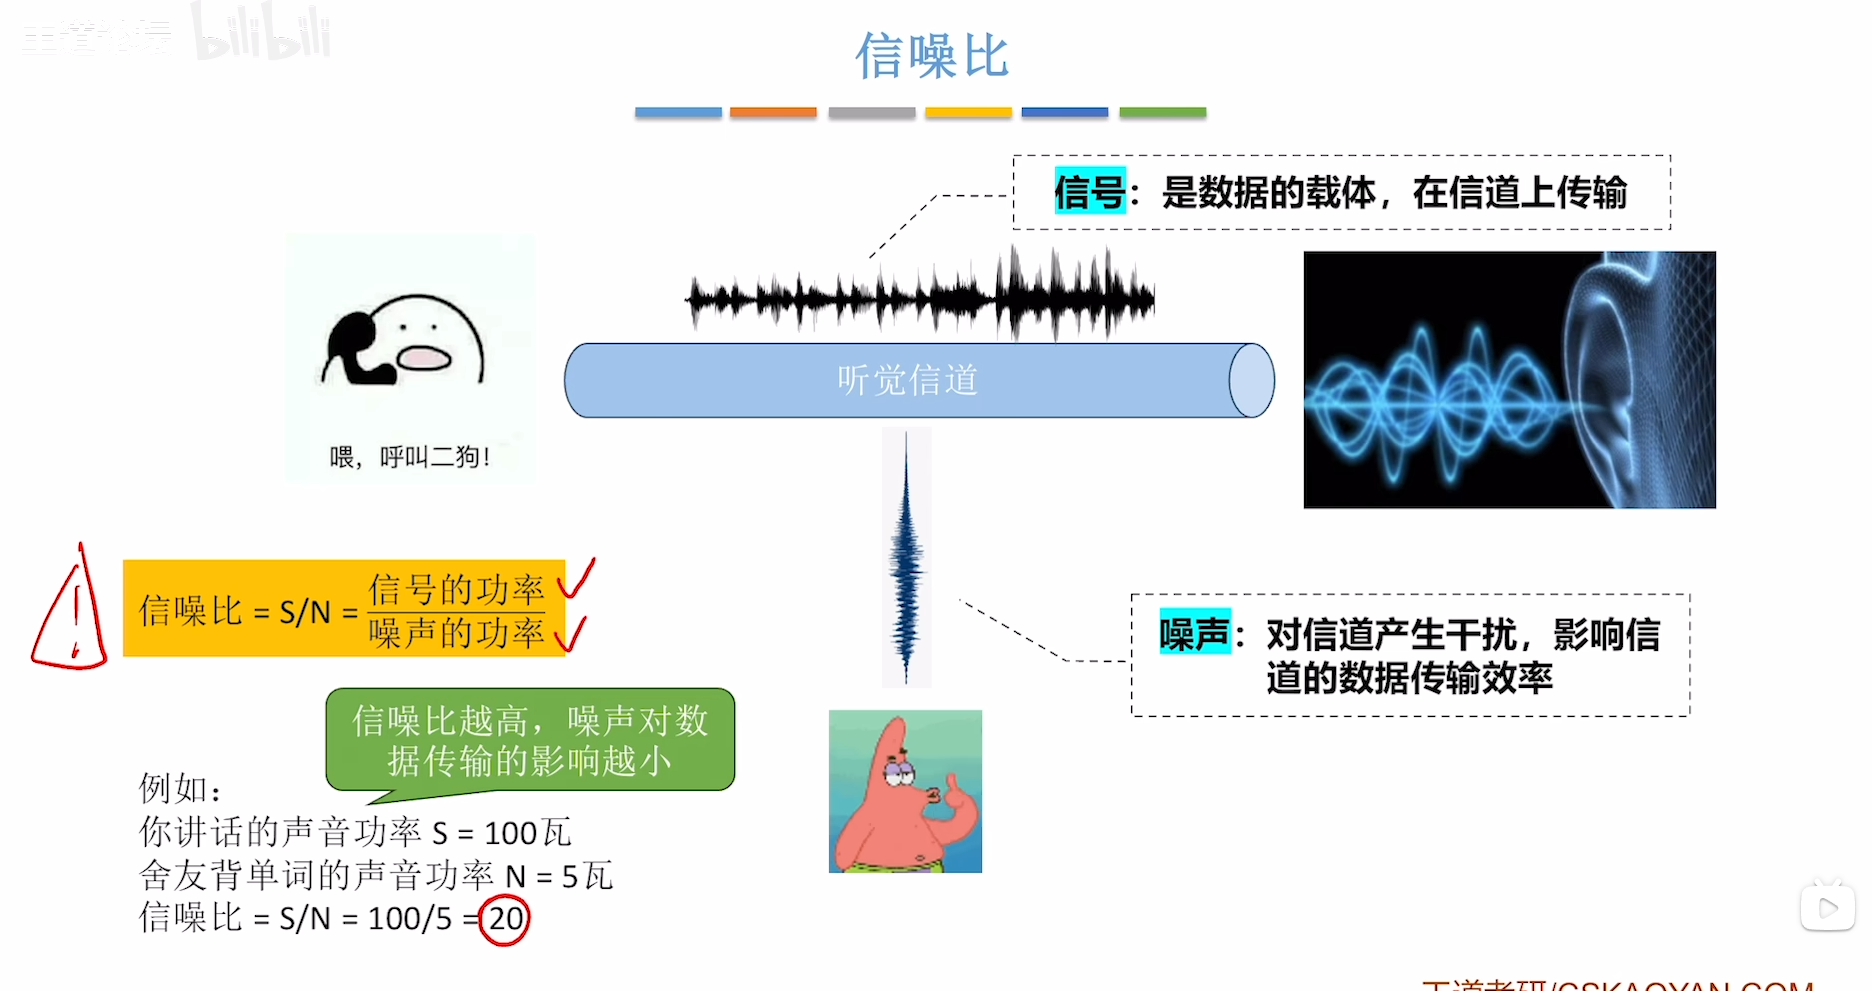 bilibili
信噪比
信号：是数据的载体，在信道上传输
听觉信道
喂，呼叫二狗！
信噪比 = S/N = 信号的功率
噪声的功率
噪声：对信道产生干扰，影响信
道的数据传输效率
信噪比越高，噪声对数
据传输的影响越小
例如：
你讲话的声音功率 S = 100瓦
舍友背单词的声音功率 N = 5瓦
信噪比 = S/N = 100/5 = 20
王道考研/CSKAOYAN.COM